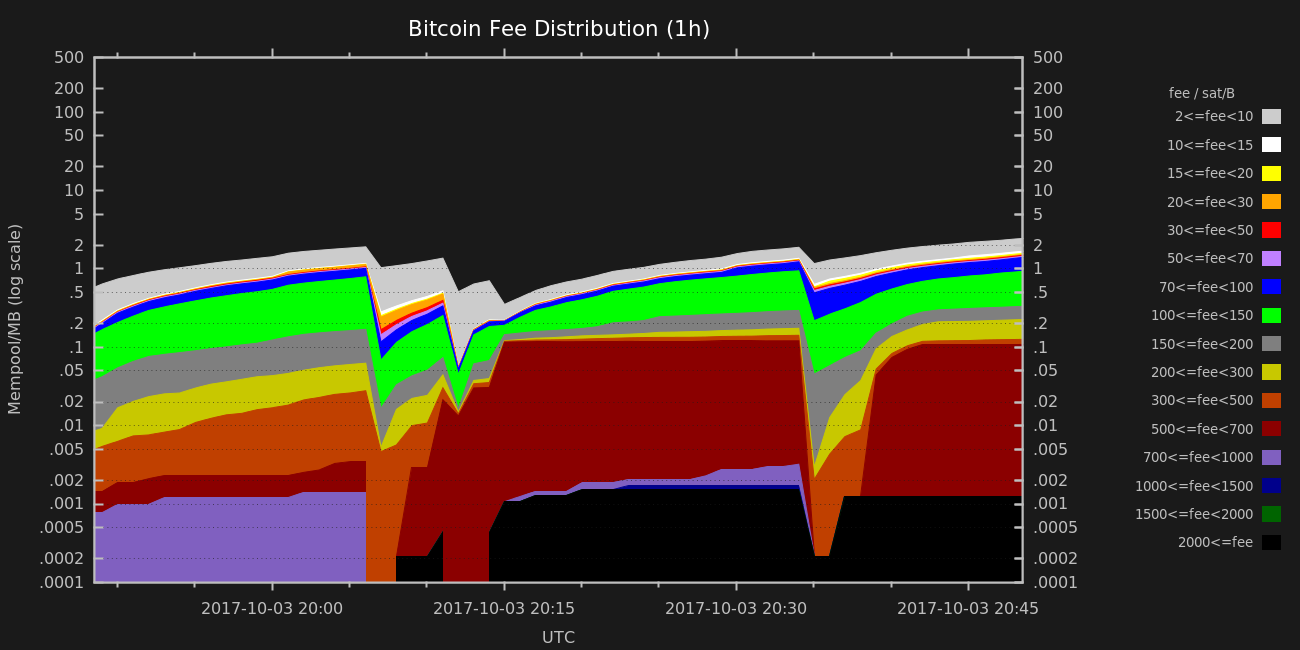 Bitcoin Fee Distribution (1h)
Mempool/MB (log scale)
500
200
100
50
20
10
5
2
1
.5
.2
.1
.05
.02
.01
.005
.002
.001
.0005
.0002
.0001
500
200
100
50
20
10
5
2
1
.5
.2
.1
.05
.02
.01
.005
.002
.001
.0005
.0002
.0001
2017-10-03 20:00
2017-10-03 20:15
2017-10-03 20:30
2017-10-03 20:45
UTC
fee / sat/B
2<=fee<10
10<=fee<15
15<=fee<20
20<=fee<30
30<=fee<50
50<=fee<70
70<=fee<100
100<=fee<150
150<=fee<200
200<=fee<300
300<=fee<500
500<=fee<700
700<=fee<1000
1000<=fee<1500
1500<=fee<2000
2000<=fee